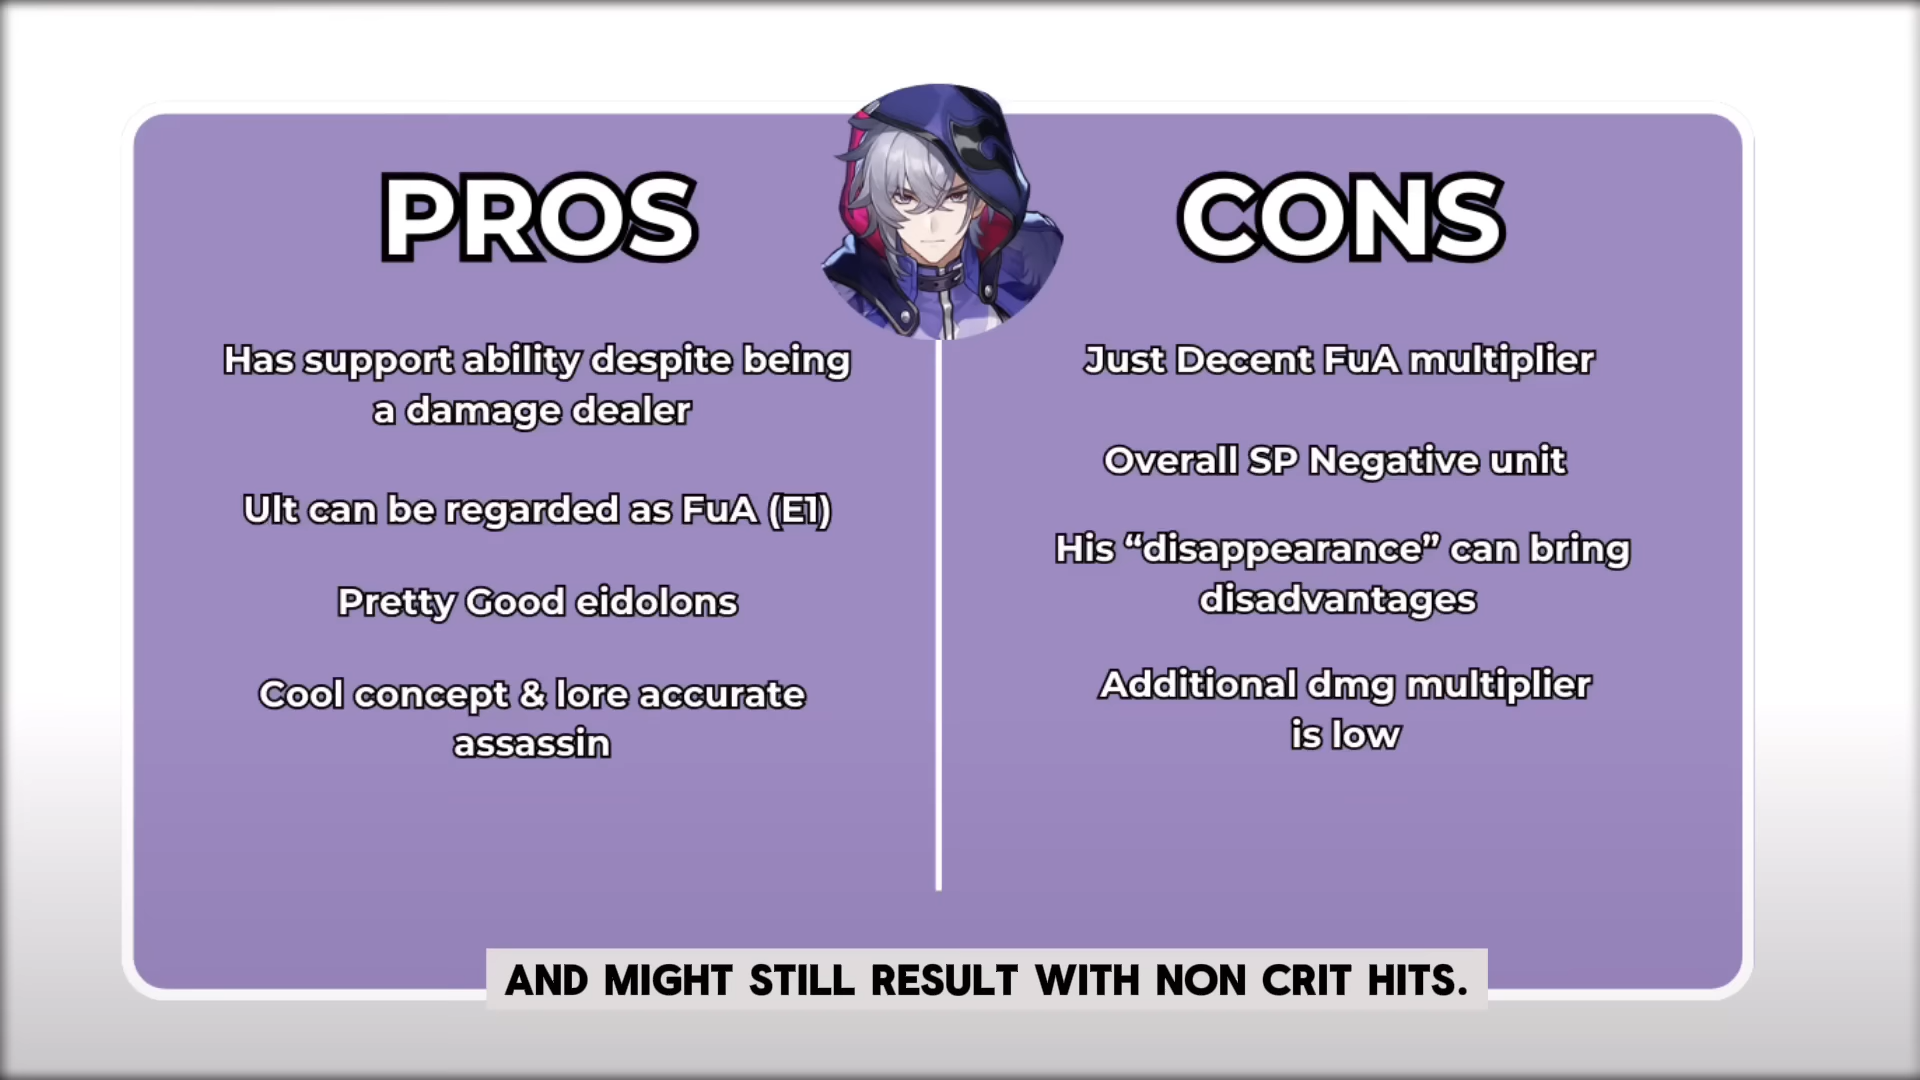 PROS
Has support ability despite being
a damage dealer
Ult can be regarded as FuA (E1)
Pretty Good eidolons
Cool concept & lore accurate
assassin
CONS
Just Decent FuA multiplier
Overall SP Negative unit
His “disappearance” can bring
disadvantages
Additional dmg multiplier
is low
AND MIGHT STILL RESULT WITH NON CRIT HITS.